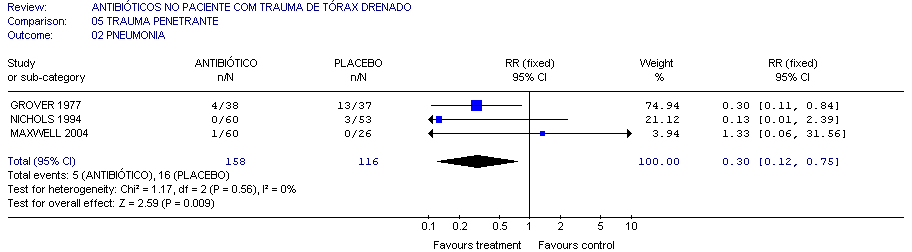 Review: ANTIBIÓTICOS NO PACIENTE COM TRAUMA DE TÓRAX DRENADO
Comparison: 05 TRAUMA PENETRANTE
Outcome: 02 PNEUMONIA
Study ANTIBIÓTICO PLACEBO RR (fixed) Weight RR (fixed)
or sub-category n/N n/N 95% CI % 95% CI
GROVER 1977 4/38 13/37 74.94 0.30 [0.11, 0.84]
NICHOLS 1994 0/60 3/53 21.12 0.13 [0.01, 2.39]
MAXWELL 2004 1/60 0/26 3.94 1.33 [0.06, 31.56]
Total (95% CI) 158 116 100.00 0.30 [0.12, 0.75]
Total events: 5 (ANTIBIÓTICO), 16 (PLACEBO)
Test for heterogeneity: Chi² = 1.17, df = 2 (P = 0.56), I² = 0%
Test for overall effect: Z = 2.59 (P = 0.009)
0.1 0.2 0.5 1 2 5 10
Favours treatment Favours control